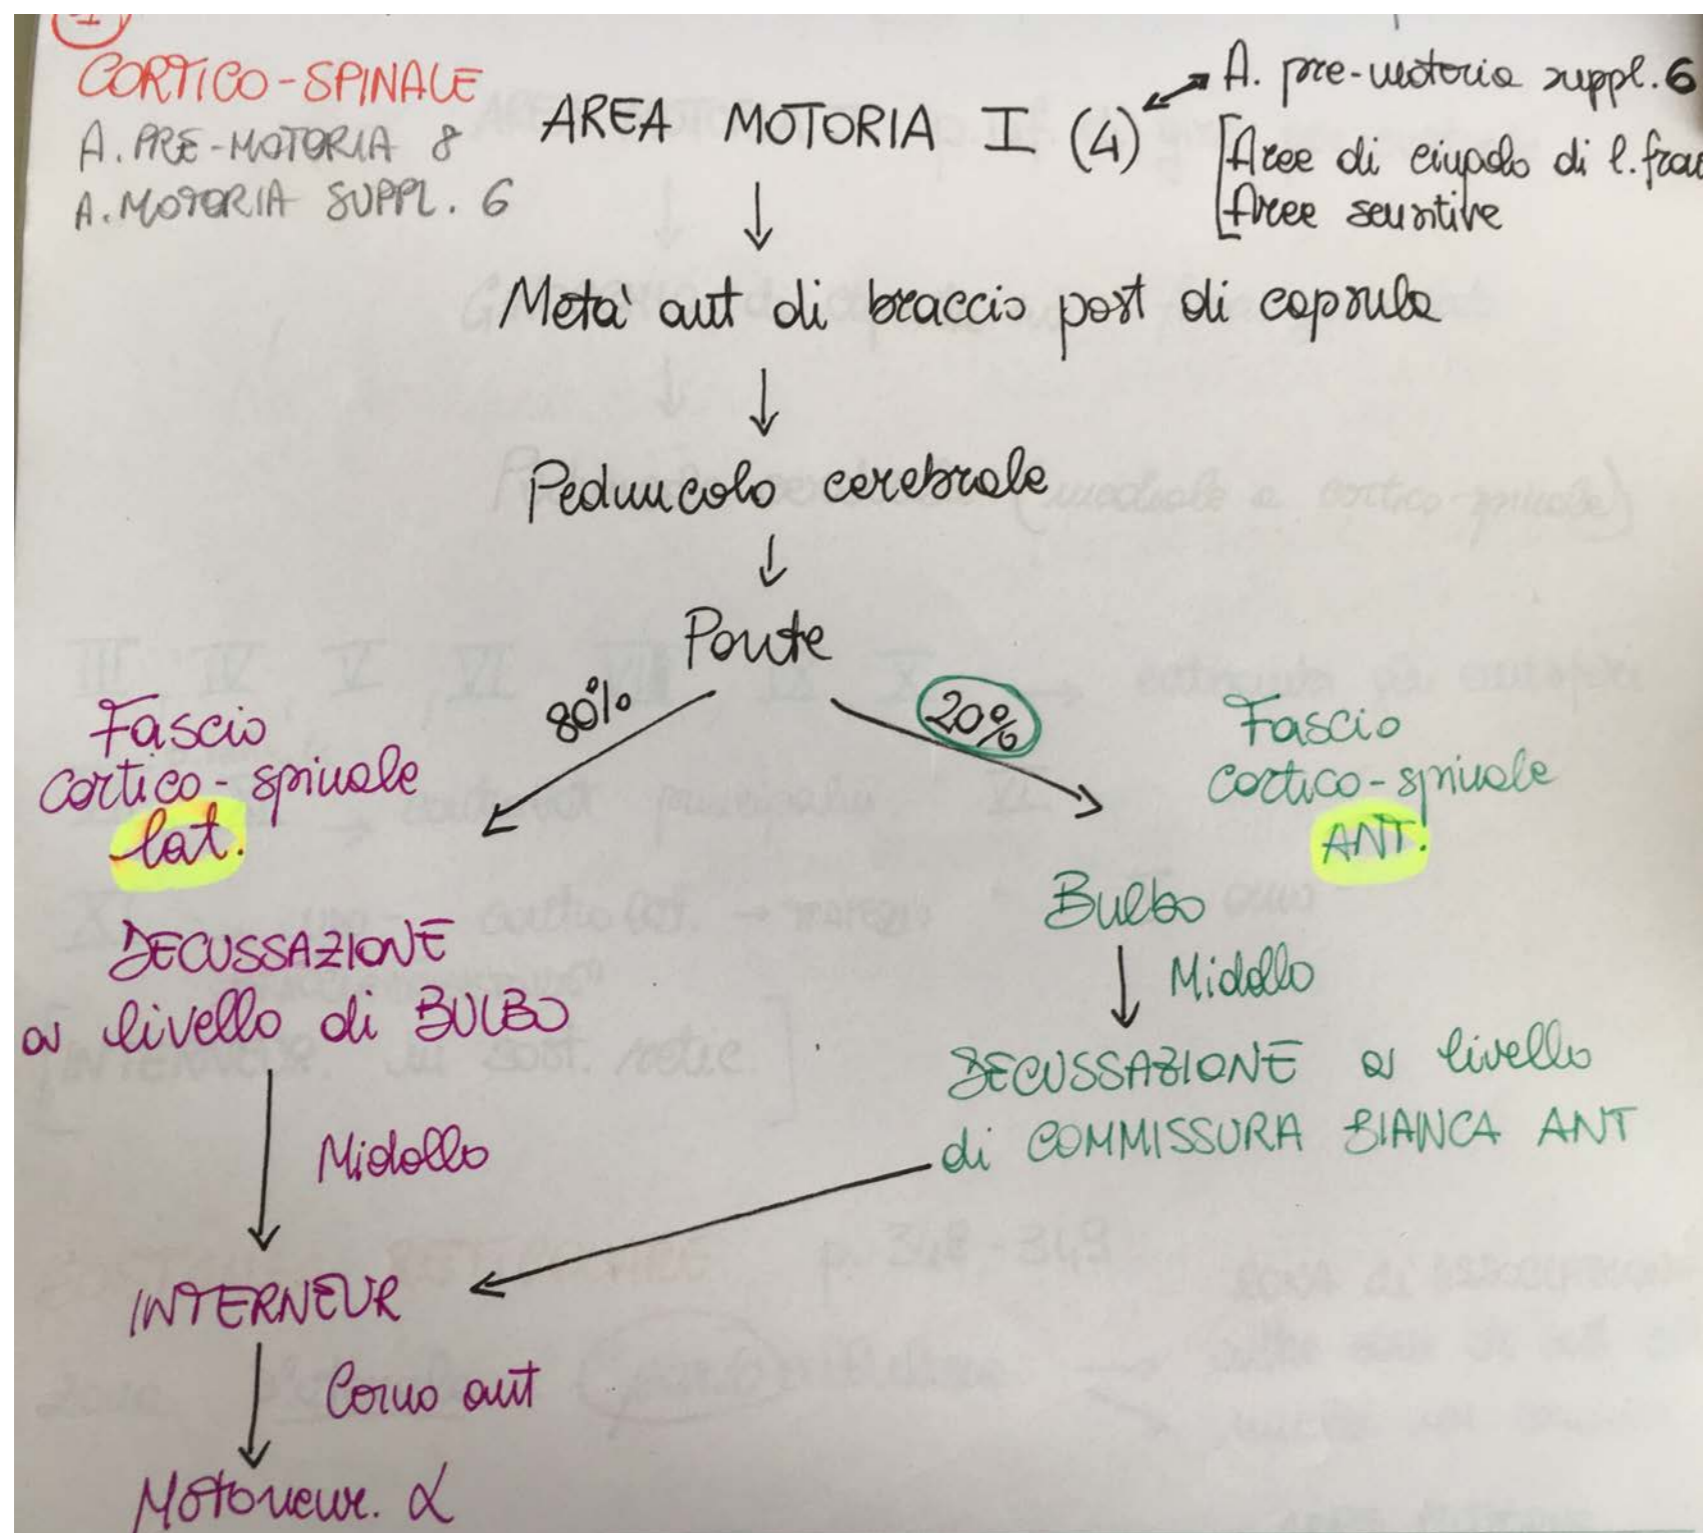 1
CORTICO-SPINALE
A. PRE-MOTORIA 8
A. MOTORIA SUPPL. 6
AREA MOTORIA I (4)
A. pre-motoria suppl. 6
[Aree di di l. fron
Aree sensitive
Metà ant di braccio post di capsula
Peduncolo cerebrale
Ponte
80%
20%
Fascio
cortico-spinale
lat.
Fascio
cortico-spinale
ANT.
DECUSSAZIONE
a livello di BULBO
Bulbo
Midollo
DECUSSAZIONE a livello
di COMMISSURA BIANCA ANT
Midollo
INTERNEUR
Corno ant
Motoneur. α